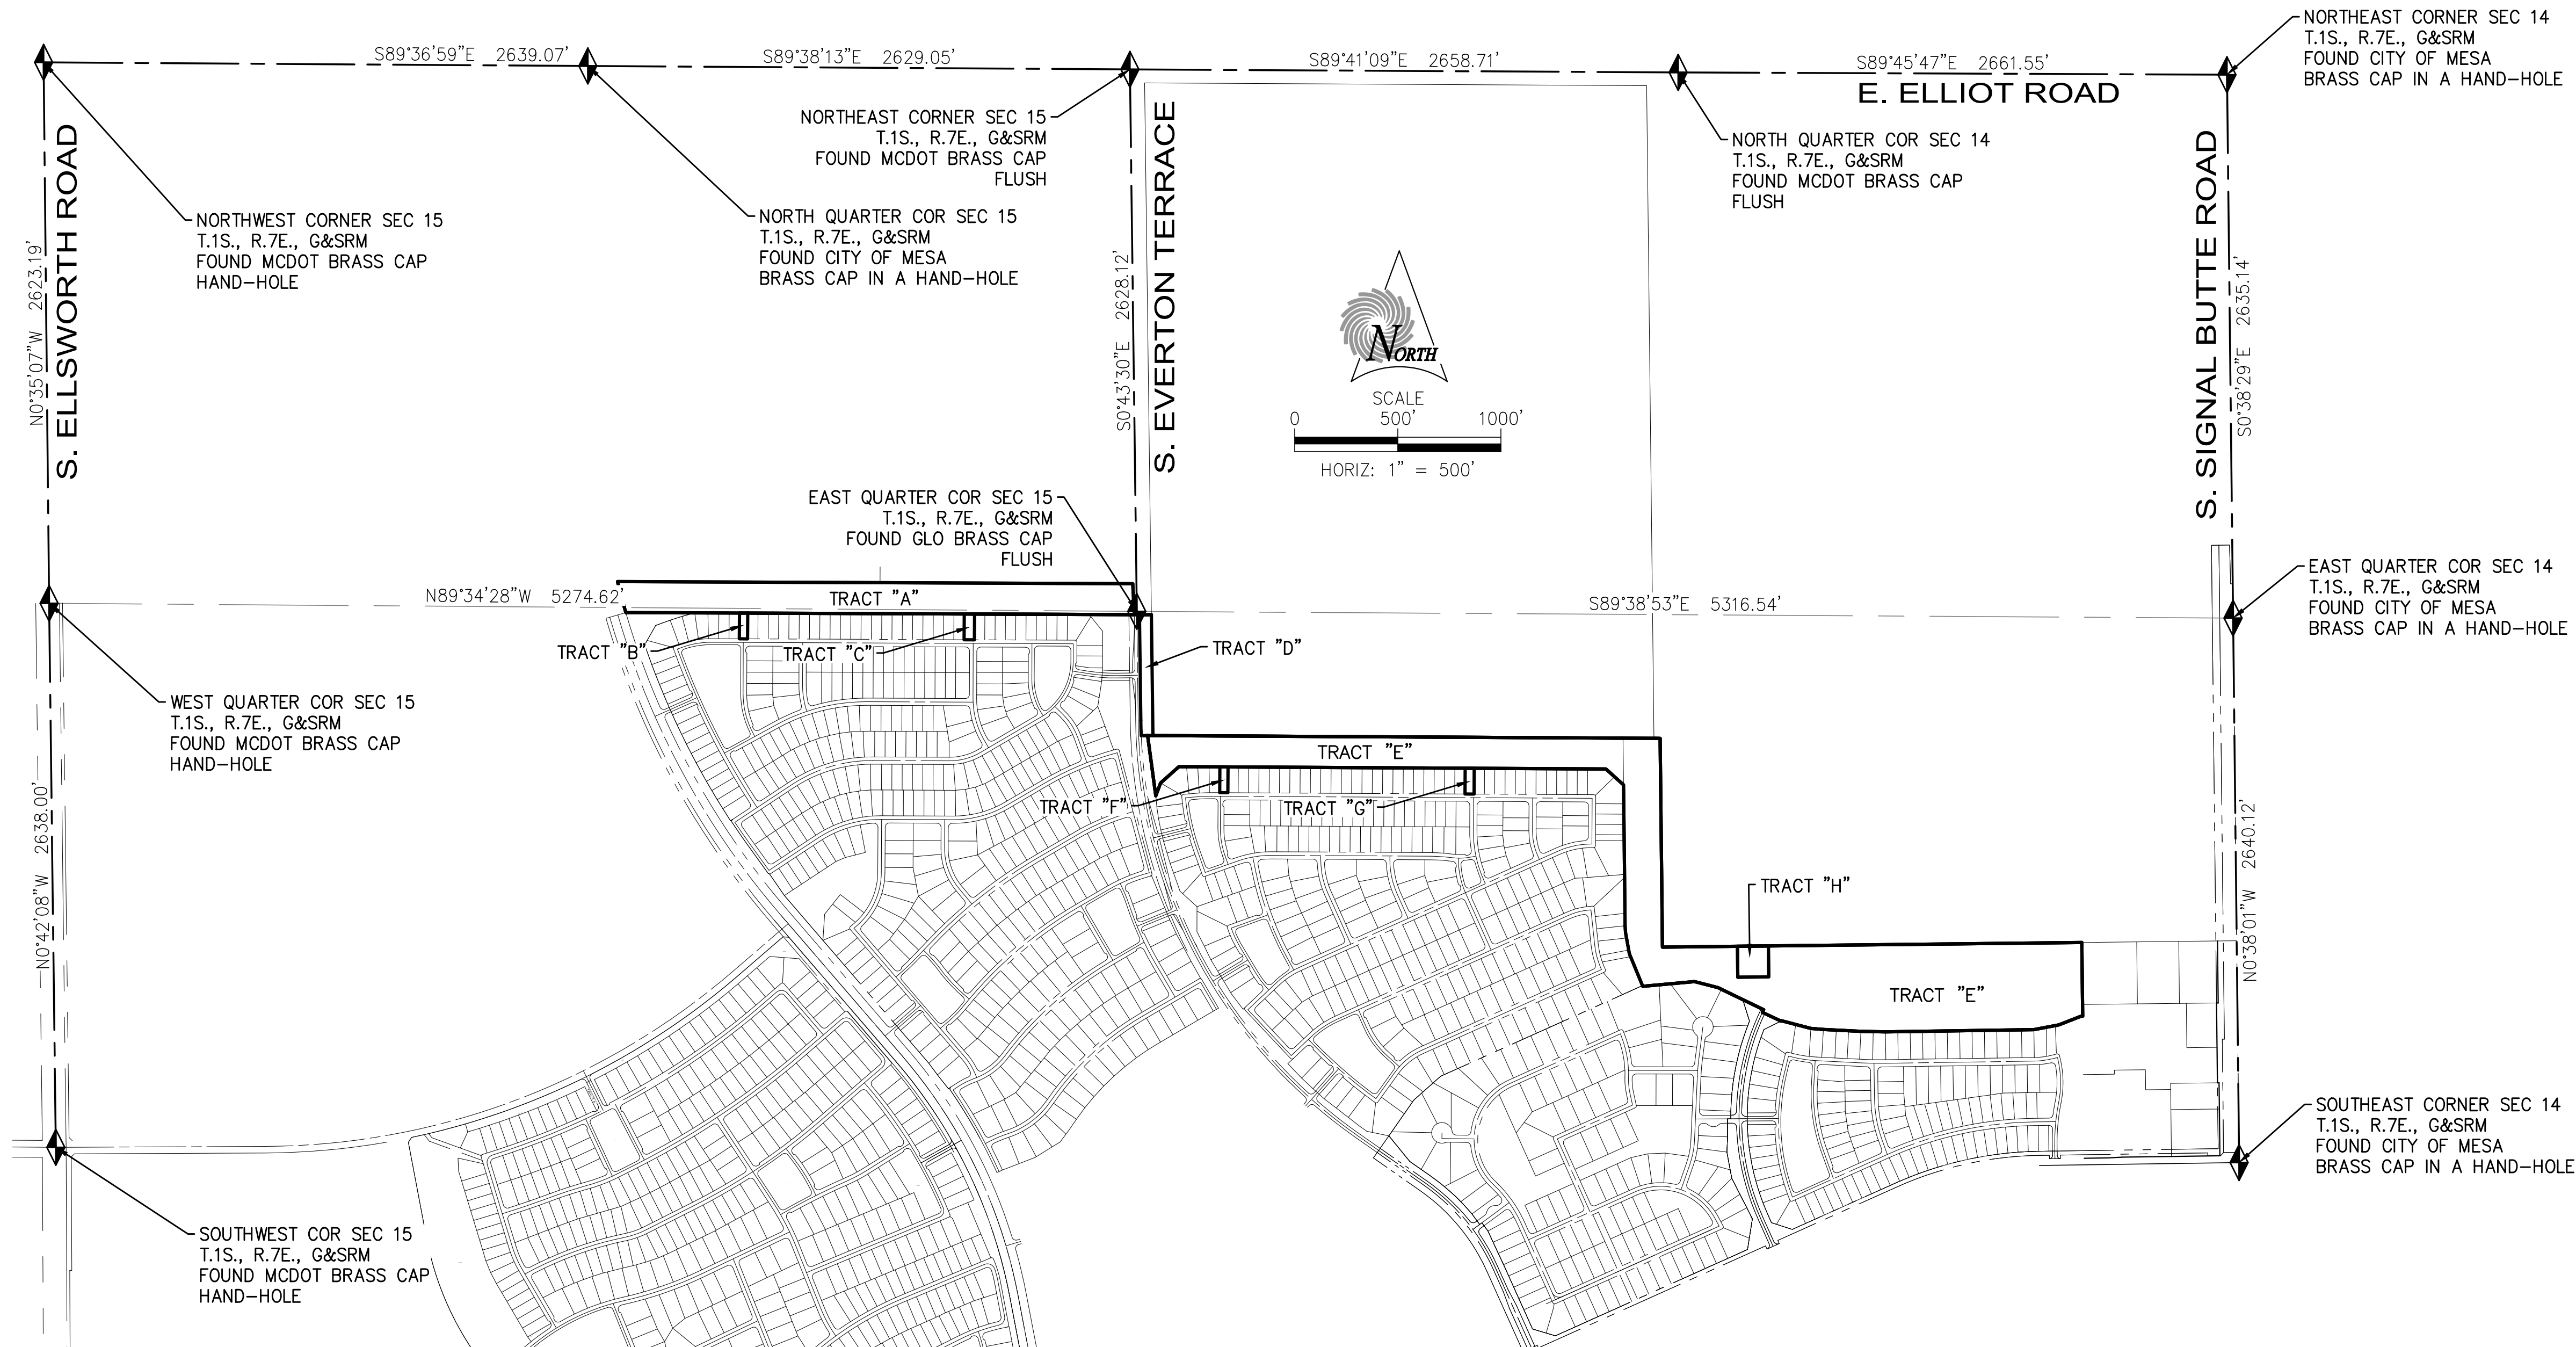 S89°36'59"E 2639.07'
S89°38'13"E 2629.05'
S89°41'09"E 2658.71'
S89°45'47"E 2661.55'
E. ELLIOT ROAD
NORTHEAST CORNER SEC 14
T.1S., R.7E., G&SRM
FOUND CITY OF MESA
BRASS CAP IN A HAND-HOLE
NORTHEAST CORNER SEC 15
T.1S., R.7E., G&SRM
FOUND MCDOT BRASS CAP
FLUSH
NORTH QUARTER COR SEC 14
T.1S., R.7E., G&SRM
FOUND MCDOT BRASS CAP
FLUSH
NORTHWEST CORNER SEC 15
T.1S., R.7E., G&SRM
FOUND MCDOT BRASS CAP
HAND-HOLE
NORTH QUARTER COR SEC 15
T.1S., R.7E., G&SRM
FOUND CITY OF MESA
BRASS CAP IN A HAND-HOLE
N0°35'07"W 2623.19'
S. ELLSWORTH ROAD
S0°43'30"E 2628.12'
S. EVERTON TERRACE
S. SIGNAL BUTTE ROAD
S0°38'29"E 2635.14'
NORTH
SCALE
0 500' 1000'
HORIZ: 1" = 500'
EAST QUARTER COR SEC 15
T.1S., R.7E., G&SRM
FOUND GLO BRASS CAP
FLUSH
EAST QUARTER COR SEC 14
T.1S., R.7E., G&SRM
FOUND CITY OF MESA
BRASS CAP IN A HAND-HOLE
N89°34'28"W 5274.62'
TRACT "A"
S89°38'53"E 5316.54'
TRACT "B"
TRACT "C"
TRACT "D"
WEST QUARTER COR SEC 15
T.1S., R.7E., G&SRM
FOUND MCDOT BRASS CAP
HAND-HOLE
TRACT "E"
TRACT "F"
TRACT "G"
N0°42'08"W 2638.00'
N0°38'01"W 2640.12'
TRACT "H"
TRACT "E"
SOUTHEAST CORNER SEC 14
T.1S., R.7E., G&SRM
FOUND CITY OF MESA
BRASS CAP IN A HAND-HOLE
SOUTHWEST COR SEC 15
T.1S., R.7E., G&SRM
FOUND MCDOT BRASS CAP
HAND-HOLE